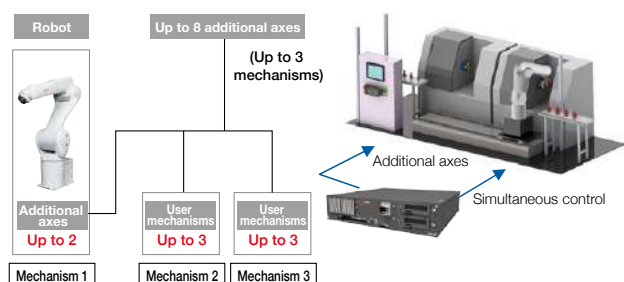 Robot
Up to 8 additional axes
(Up to 3
mechanisms)
Additional axes
Simultaneous control
Additional
axes
Up to 2
User
mechanisms
Up to 3
User
mechanisms
Up to 3
Mechanism 1
Mechanism 2
Mechanism 3